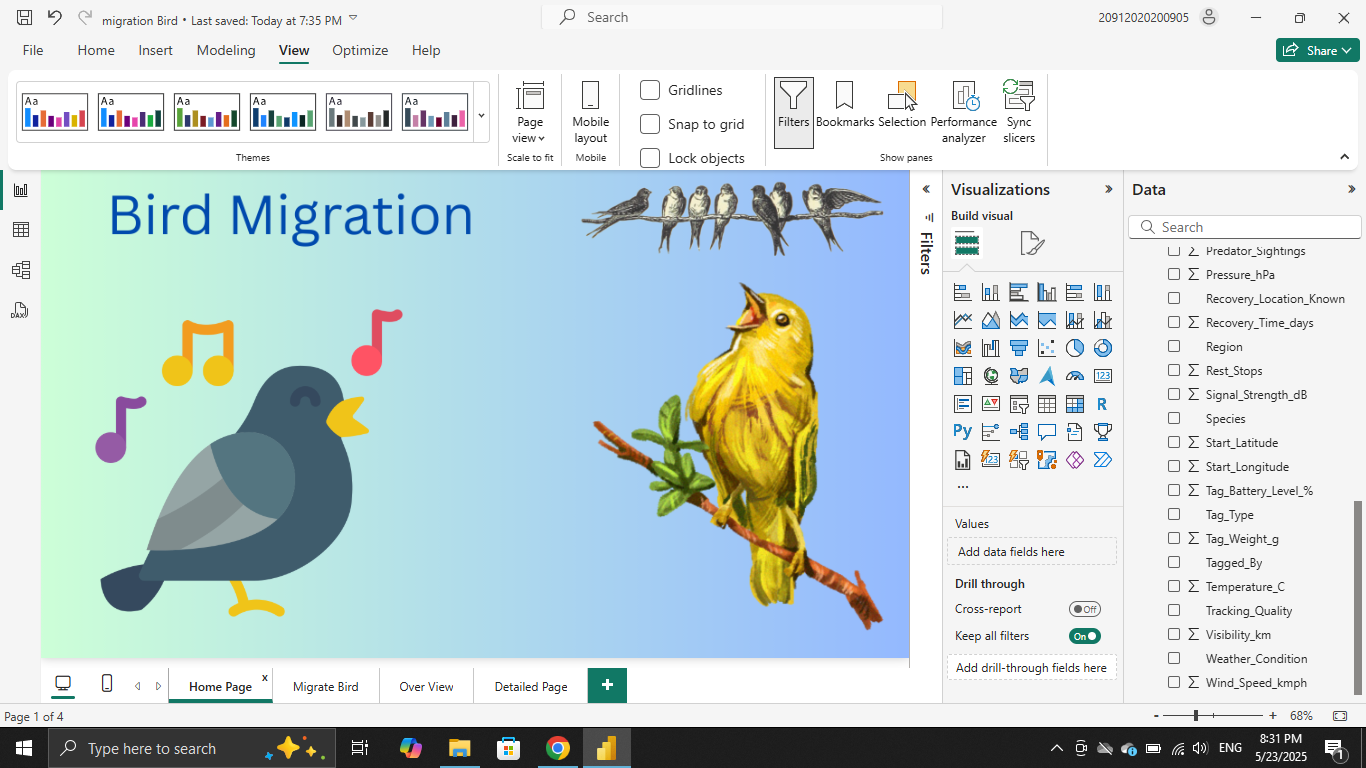 migration Bird • Last saved: Today at 7:35 PM
Search
20912020200905
File
Home
Insert
Modeling
View
Optimize
Help
Share
Aa
Aa
Aa
Aa
Aa
Aa
Themes
Page view
Scale to fit
Mobile layout
Mobile
Gridlines
Snap to grid
Lock objects
Filters
Bookmarks
Selection
Performance analyzer
Sync slicers
Show panes
Bird Migration
Filters
Visualizations
Build visual
123
R
Py
123
...
Values
Add data fields here
Drill through
Cross-report
Off
Keep all filters
On
Add drill-through fields here
Data
Search
Σ Predator_Sightings
Σ Pressure_hPa
Recovery_Location_Known
Σ Recovery_Time_days
Region
Σ Rest_Stops
Σ Signal_Strength_dB
Species
Σ Start_Latitude
Σ Start_Longitude
Σ Tag_Battery_Level_%
Tag_Type
Σ Tag_Weight_g
Tagged_By
Σ Temperature_C
Tracking_Quality
Σ Visibility_km
Weather_Condition
Σ Wind_Speed_kmph
DAX
Home Page
x
Migrate Bird
Over View
Detailed Page
+
Page 1 of 4
- + 68%
Type here to search
ENG
8:31 PM
5/23/2025
1